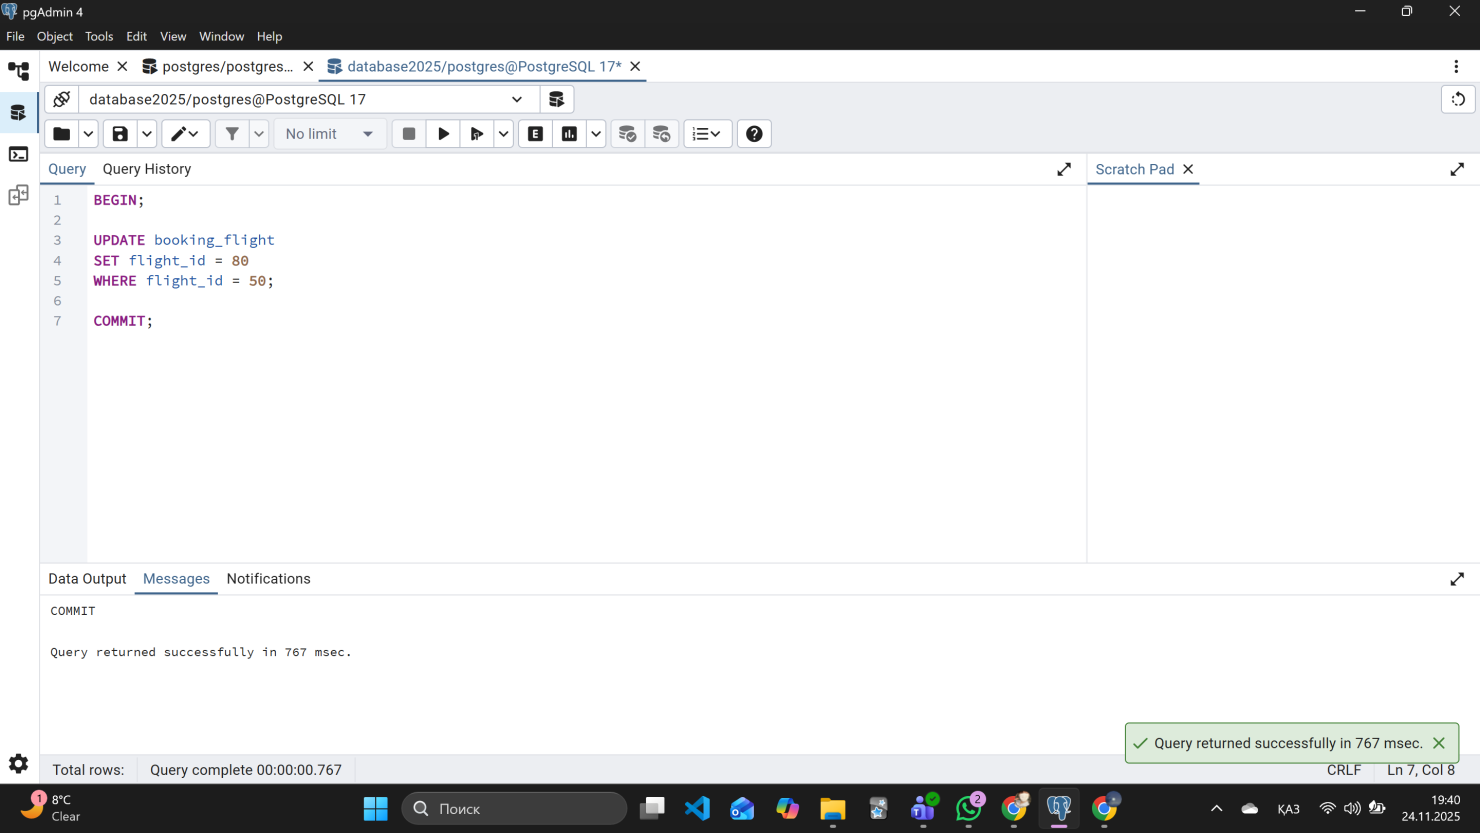 pgAdmin 4
File Object Tools Edit View Window Help
Welcome postgres/postgres... database2025/postgres@PostgreSQL 17*
database2025/postgres@PostgreSQL 17
No limit
E
Query Query History
Scratch Pad
1 BEGIN;
2
3 UPDATE booking_flight
4 SET flight_id = 80
5 WHERE flight_id = 50;
6
7 COMMIT;
Data Output Messages Notifications
COMMIT
Query returned successfully in 767 msec.
Query returned successfully in 767 msec.
Total rows: Query complete 00:00:00.767
CRLF Ln 7, Col 8
1
8°C
Clear
Поиск
2
ҚАЗ
19:40
24.11.2025